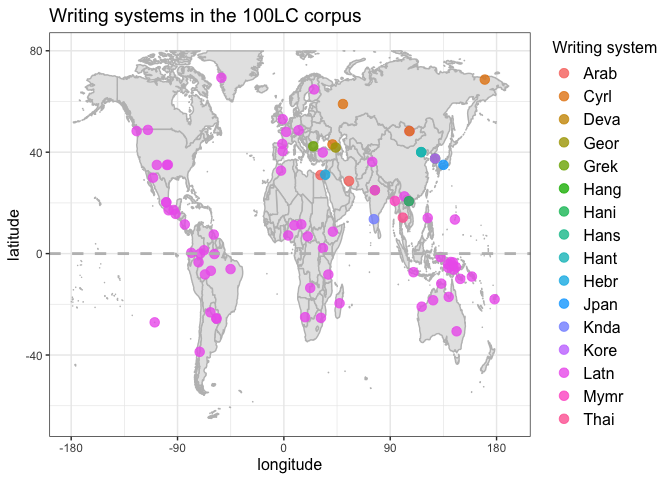 Writing systems in the 100LC corpus
80
40
0
-40
-180
-90
0
90
180
latitude
longitude
Writing system
Arab
Cyrl
Deva
Geor
Grek
Hang
Hani
Hans
Hant
Hebr
Jpan
Knda
Kore
Latn
Mymr
Thai